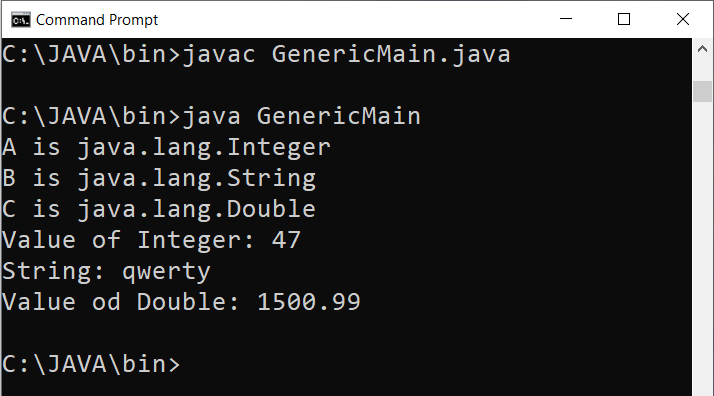 Command Prompt
C:\JAVA\bin>javac GenericMain.java
C:\JAVA\bin>java GenericMain
A is java.lang.Integer
B is java.lang.String
C is java.lang.Double
Value of Integer: 47
String: qwerty
Value od Double: 1500.99
C:\JAVA\bin>